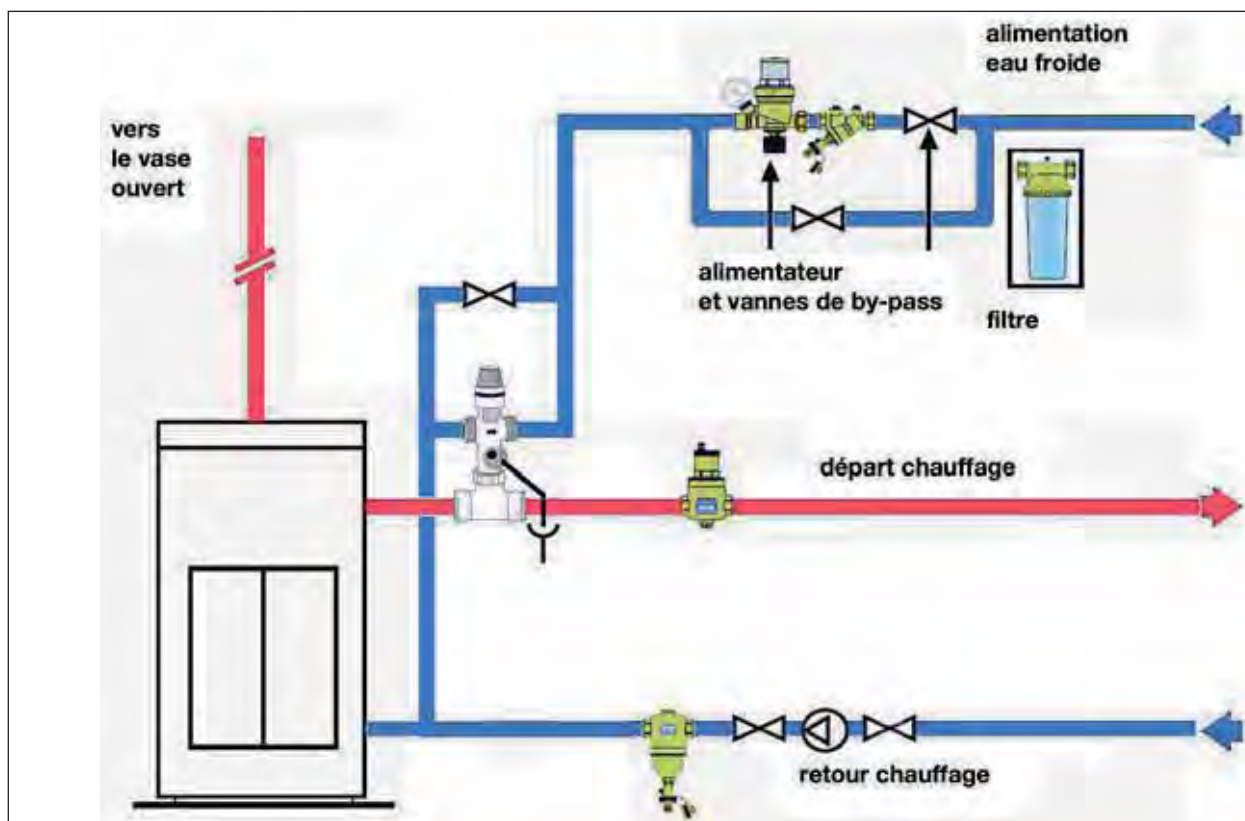 alimentation
eau froide
vers
le vase
ouvert
alimentateur
et vannes de by-pass
filtre
départ chauffage
retour chauffage